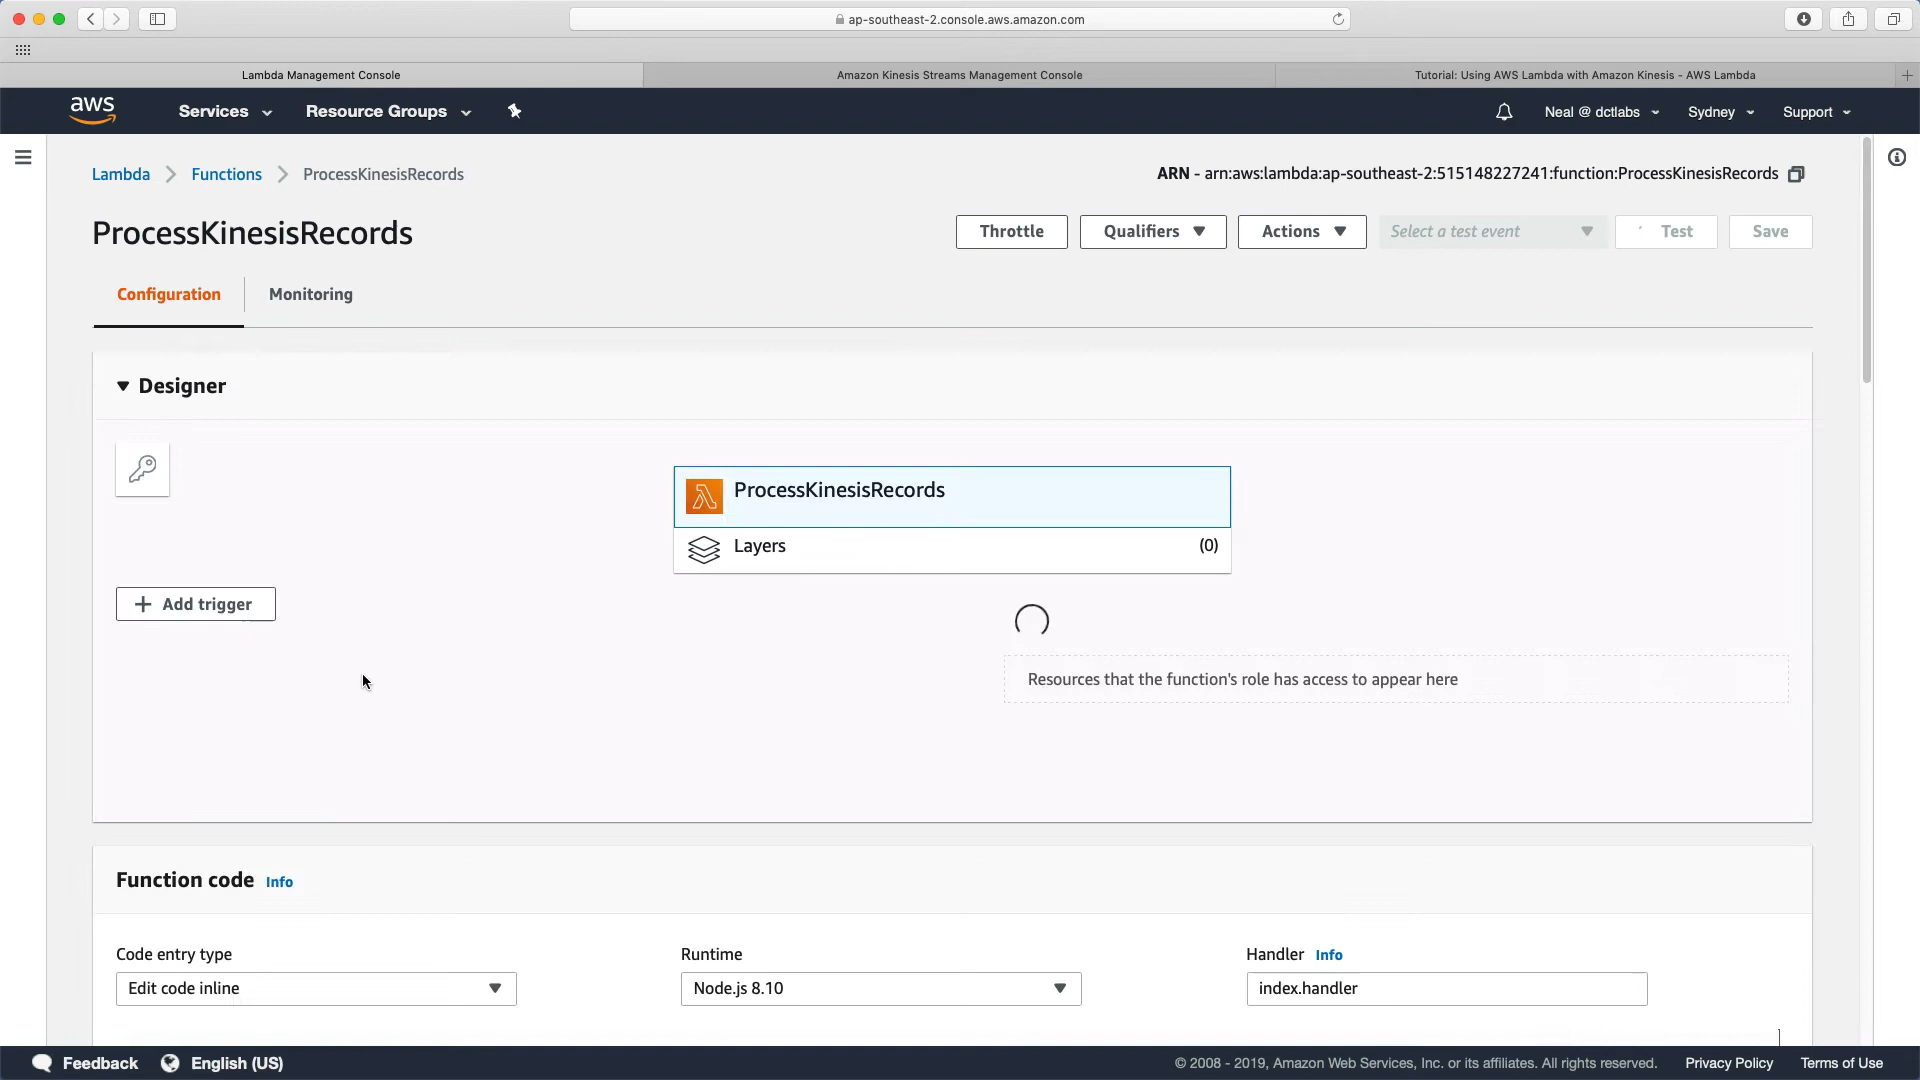 ap-southeast-2.console.aws.amazon.com
Lambda Management Console
Amazon Kinesis Streams Management Console
Tutorial: Using AWS Lambda with Amazon Kinesis - AWS Lambda
aws
Services
Resource Groups
Neal @ dctlabs
Sydney
Support
Lambda
Functions
ProcessKinesisRecords
ARN - arn:aws:lambda:ap-southeast-2:515148227241:function:ProcessKinesisRecords
ProcessKinesisRecords
Throttle
Qualifiers
Actions
Select a test event
Test
Save
Configuration
Monitoring
Designer
ProcessKinesisRecords
Layers
(0)
Add trigger
Resources that the function's role has access to appear here
Function code Info
Code entry type
Edit code inline
Runtime
Node.js 8.10
Handler Info
index.handler
Feedback
English (US)
© 2008 - 2019, Amazon Web Services, Inc. or its affiliates. All rights reserved.
Privacy Policy
Terms of Use